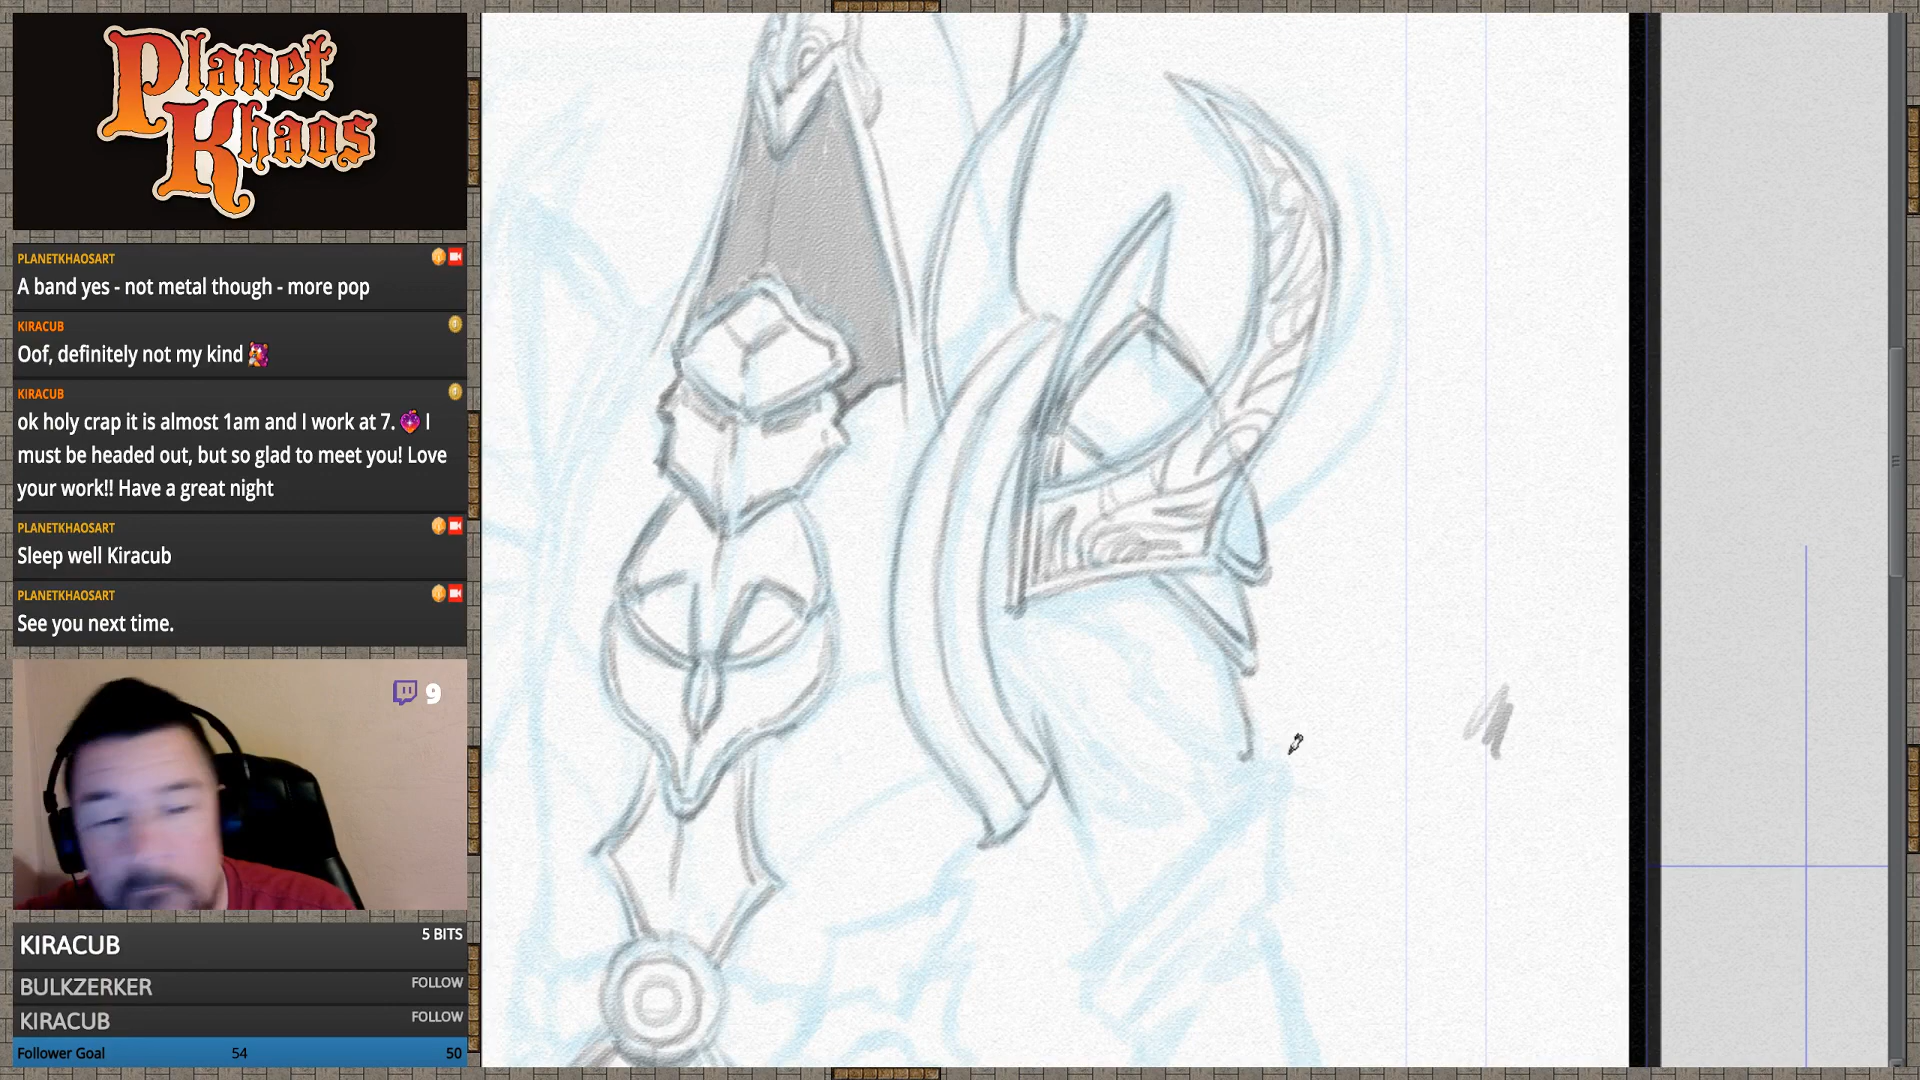 Planet
Khaos
PLANETKHAOSART
A band yes - not metal though - more pop
KIRACUB
Oof, definitely not my kind
KIRACUB
ok holy crap it is almost 1am and I work at 7. I
must be headed out, but so glad to meet you! Love
your work!! Have a great night
PLANETKHAOSART
Sleep well Kiracub
PLANETKHAOSART
See you next time.
9
KIRACUB 5 BITS
BULKZERKER FOLLOW
KIRACUB FOLLOW
Follower Goal 54 50